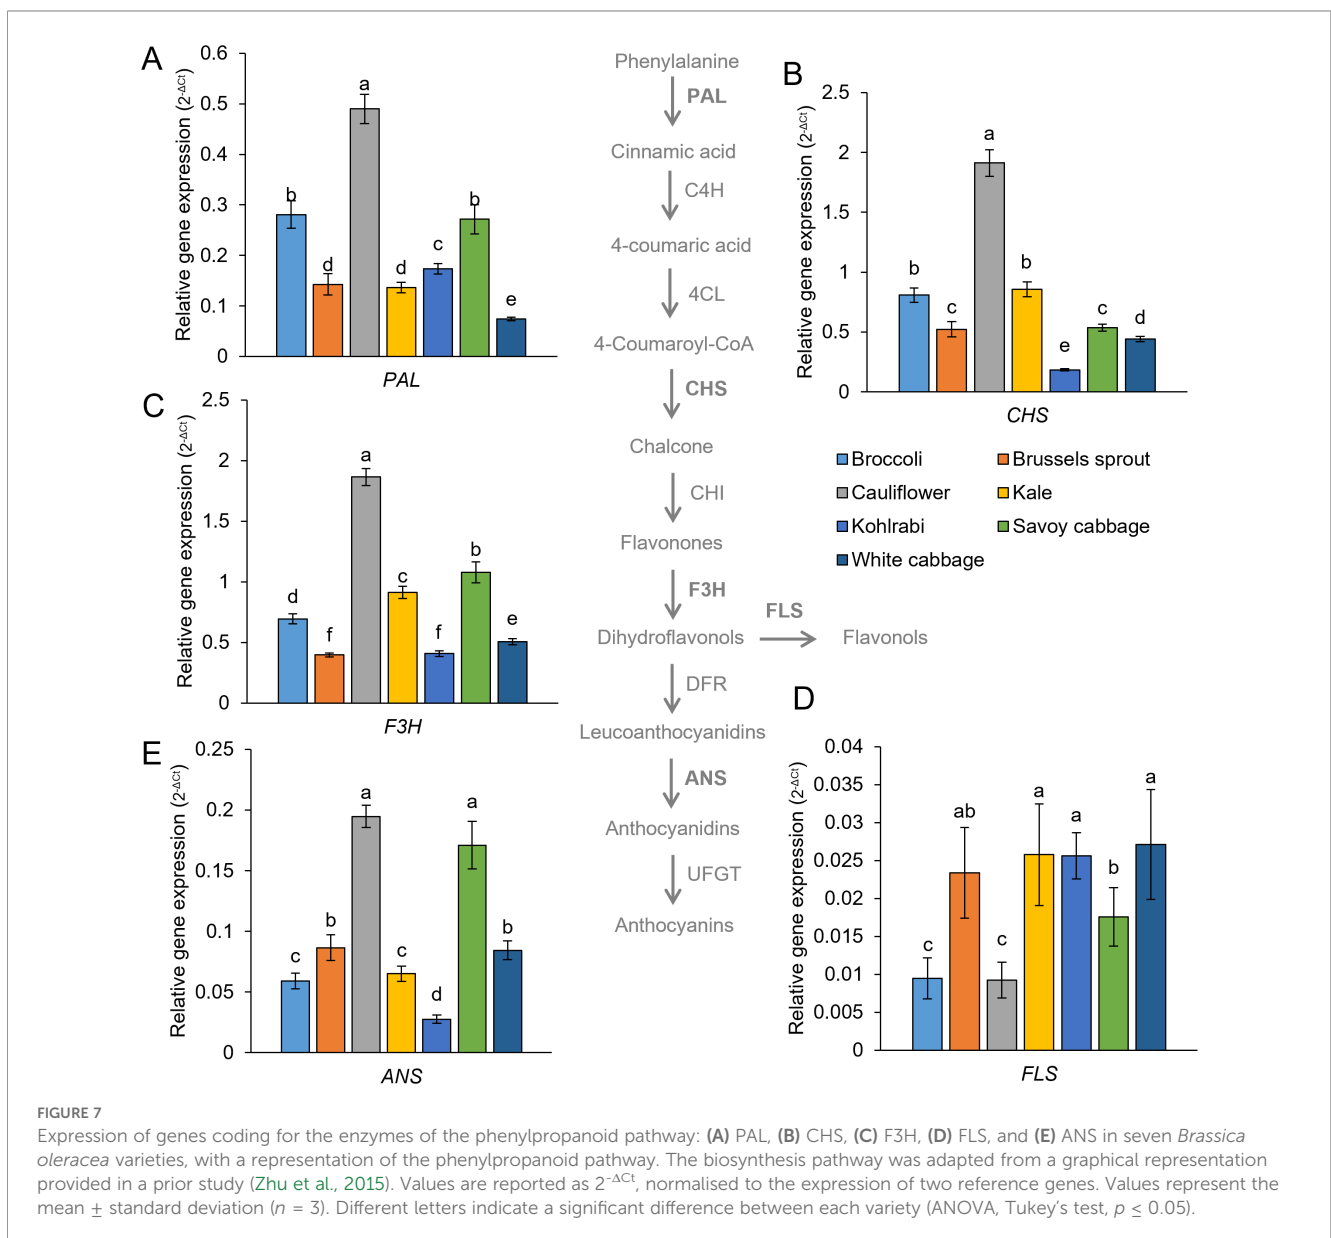 A
Relative gene expression (2-ΔCt)
0.6
0.5
0.4
0.3
0.2
0.1
0
b
d
a
d
c
b
e
PAL
Phenylalanine
PAL
Cinnamic acid
C4H
4-coumaric acid
4CL
4-Coumaroyl-CoA
CHS
Chalcone
CHI
Flavonones
F3H
Dihydroflavonols
FLS
Flavonols
DFR
Leucoanthocyanidins
ANS
Anthocyanidins
UFGT
Anthocyanins
B
Relative gene expression (2-ΔCt)
2.5
2
1.5
1
0.5
0
b
c
a
b
e
c
d
CHS
Broccoli
Brussels sprout
Cauliflower
Kale
Kohlrabi
Savoy cabbage
White cabbage
C
Relative gene expression (2-ΔCt)
2.5
2
1.5
1
0.5
0
d
f
a
c
f
b
e
F3H
D
Relative gene expression (2-ΔCt)
0.04
0.035
0.03
0.025
0.02
0.015
0.01
0.005
0
c
ab
c
a
a
b
a
FLS
E
Relative gene expression (2-ΔCt)
0.25
0.2
0.15
0.1
0.05
0
c
b
a
c
d
a
b
ANS
FIGURE 7
Expression of genes coding for the enzymes of the phenylpropanoid pathway: (A) PAL, (B) CHS, (C) F3H, (D) FLS, and (E) ANS in seven Brassica
oleracea varieties, with a representation of the phenylpropanoid pathway. The biosynthesis pathway was adapted from a graphical representation
provided in a prior study (Zhu et al., 2015). Values are reported as 2-ΔCt, normalised to the expression of two reference genes. Values represent the
mean ± standard deviation (n = 3). Different letters indicate a significant difference between each variety (ANOVA, Tukey's test, p ≤ 0.05).